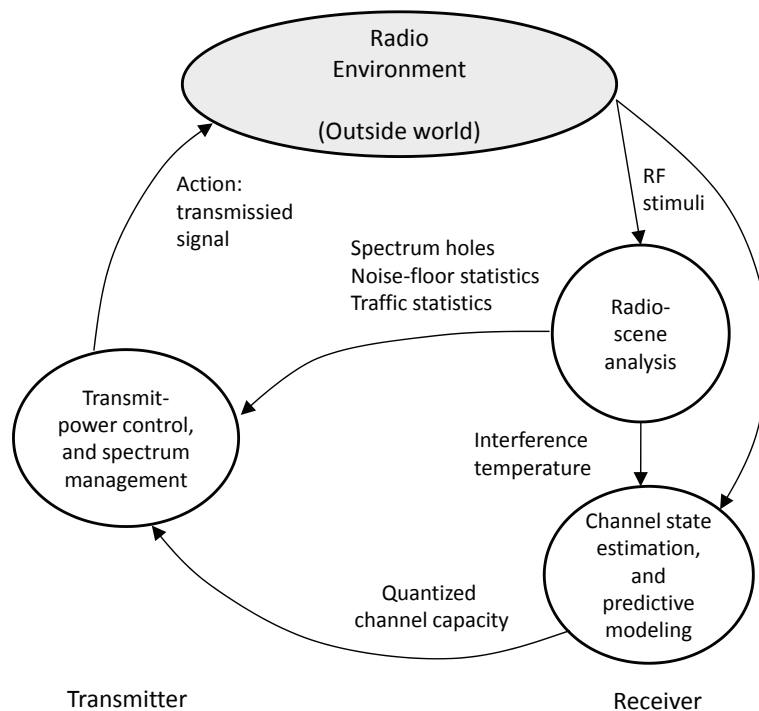 Radio
Environment
(Outside world)
Action:
transmissied
signal
RF
stimuli
Spectrum holes
Noise-floor statistics
Traffic statistics
Radio-
scene
analysis
Transmit-
power control,
and spectrum
management
Interference
temperature
Channel state
estimation,
and
predictive
modeling
Quantized
channel capacity
Transmitter
Receiver